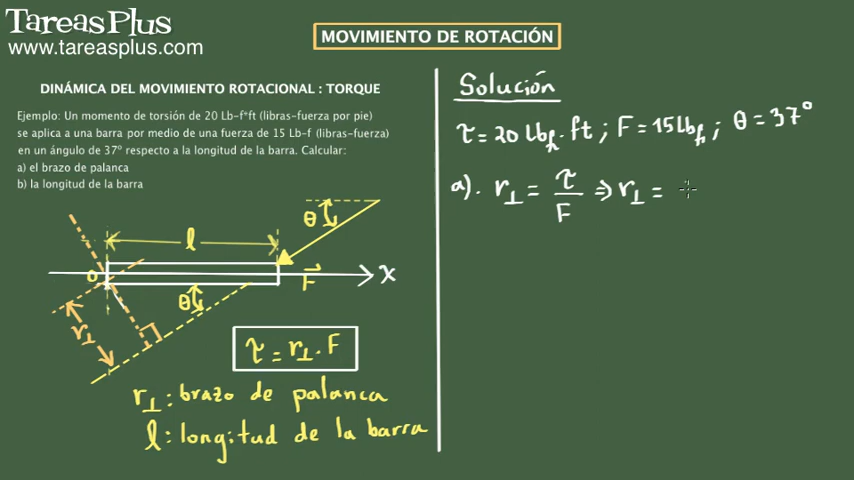 TareasPlus
www.tareasplus.com
MOVIMIENTO DE ROTACIÓN
DINÁMICA DEL MOVIMIENTO ROTACIONAL : TORQUE
Ejemplo: Un momento de torsión de 20 Lb-f*ft (libras-fuerza por pie)
se aplica a una barra por medio de una fuerza de 15 Lb-f (libras-fuerza)
en un ángulo de 37º respecto a la longitud de la barra. Calcular:
a) el brazo de palanca
b) la longitud de la barra
θ
l
O
F⃗
X
θ
r⊥
τ = r⊥ . F
r⊥ : brazo de palanca
l : longitud de la barra
Solución
τ = 20 Lbf . ft ; F = 15 Lbf ; θ = 37º
a). r⊥ = τ/F ⇒ r⊥ =